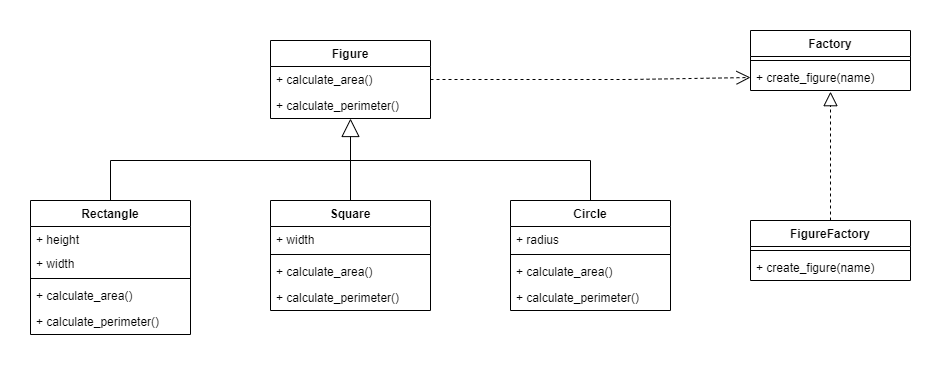 Figure
+ calculate_area()
+ calculate_perimeter()
Factory
+ create_figure(name)
Rectangle
+ height
+ width
+ calculate_area()
+ calculate_perimeter()
Square
+ width
+ calculate_area()
+ calculate_perimeter()
Circle
+ radius
+ calculate_area()
+ calculate_perimeter()
FigureFactory
+ create_figure(name)